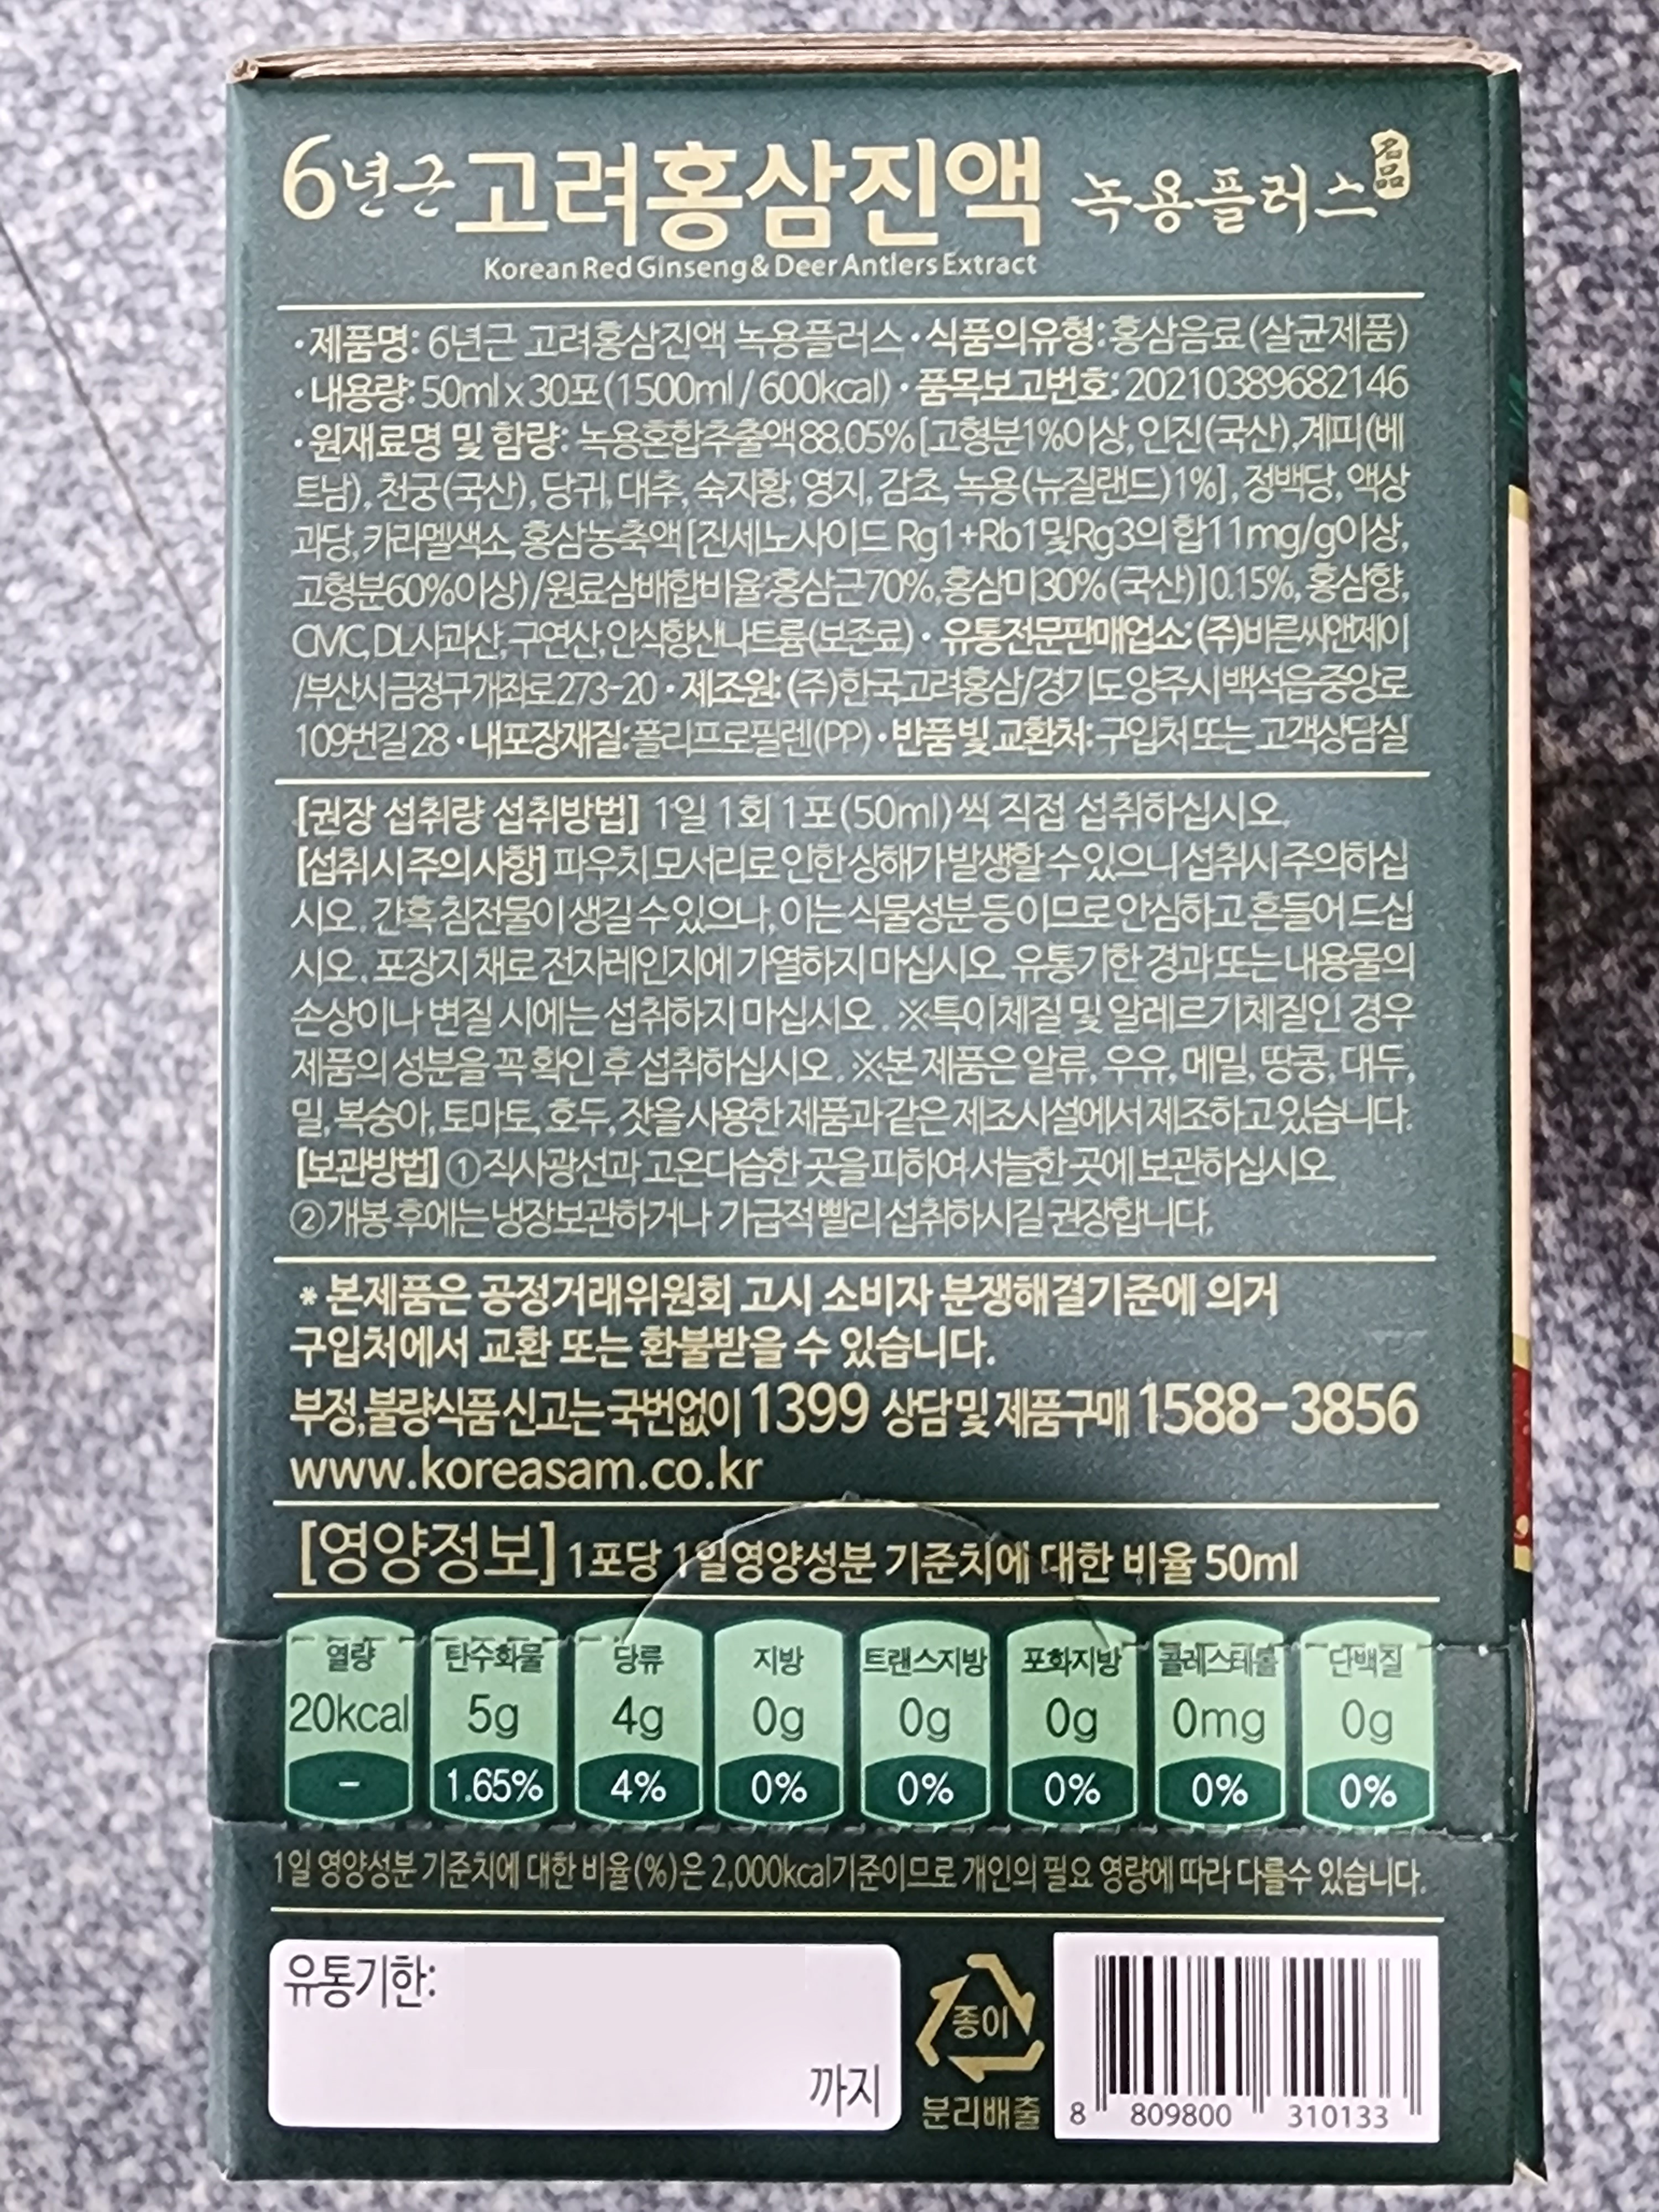 6년근 고려홍삼진액 녹용플러스 名品
Korean Red Ginseng & Deer Antlers Extract
•제품명: 6년근 고려홍삼진액 녹용플러스 •식품의유형: 홍삼음료(살균제품)
•내용량: 50ml x 30포(1500ml / 600kcal) • 품목보고번호: 20210389682146
•원재료명 및 함량: 녹용혼합추출액88.05%[고형분1%이상, 인진(국산),계피(베
트남), 천궁(국산), 당귀, 대추, 숙지황, 영지, 감초, 녹용(뉴질랜드)1%], 정백당, 액상
과당, 카라멜색소, 홍삼농축액[진세노사이드 Rg1+Rb1및Rg3의 합11mg/g이상,
고형분60%이상)/원료삼배합비율:홍삼근70%,홍삼미30%(국산)]0.15%, 홍삼향,
CMC, DL사과산, 구연산, 안식향산나트륨(보존료) • 유통전문판매업소: (주)바른씨앤제이
/부산시금정구개좌로273-20 • 제조원: (주)한국고려홍삼/경기도양주시백석읍중앙로
109번길28 •내포장재질:폴리프로필렌(PP) •반품 및 교환처: 구입처 또는 고객상담실
[권장 섭취량 섭취방법] 1일 1회 1포(50ml)씩 직접 섭취하십시오.
[섭취시주의사항] 파우치 모서리로 인한 상해가 발생할 수 있으니 섭취시 주의하십
시오. 간혹 침전물이 생길 수 있으나, 이는 식물성분 등이므로 안심하고 흔들어 드십
시오. 포장지 채로 전자레인지에 가열하지 마십시오. 유통기한 경과 또는 내용물의
손상이나 변질 시에는 섭취하지 마십시오. ※특이체질 및 알레르기체질인 경우
제품의 성분을 꼭 확인 후 섭취하십시오. ※본 제품은 알류, 우유, 메밀, 땅콩, 대두,
밀, 복숭아, 토마토, 호두, 잣을 사용한 제품과 같은 제조시설에서 제조하고 있습니다.
[보관방법] ①직사광선과 고온다습한 곳을 피하여 서늘한 곳에 보관하십시오.
②개봉 후에는 냉장보관하거나 가급적 빨리 섭취하시길 권장합니다.
* 본제품은 공정거래위원회 고시 소비자 분쟁해결기준에 의거
구입처에서 교환 또는 환불받을 수 있습니다.
부정,불량식품 신고는 국번없이 1399 상담 및 제품구매 1588-3856
www.koreasam.co.kr
[영양정보] 1포당 1일영양성분 기준치에 대한 비율 50ml
열량 탄수화물 당류 지방 트랜스지방 포화지방 콜레스테롤 단백질
20kcal 5g 4g 0g 0g 0g 0mg 0g
– 1.65% 4% 0% 0% 0% 0% 0%
1일 영양성분 기준치에 대한 비율(%)은 2,000kcal기준이므로 개인의 필요 영량에 따라 다를수 있습니다.
유통기한:
까지
종이
분리배출
8 809800 310133